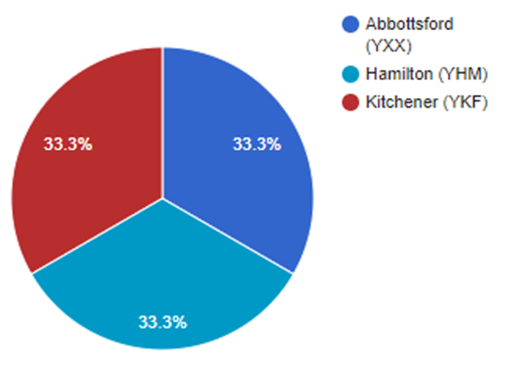 Abbottsford
(YXX)
Hamilton (YHM)
Kitchener (YKF)
33.3%
33.3%
33.3%